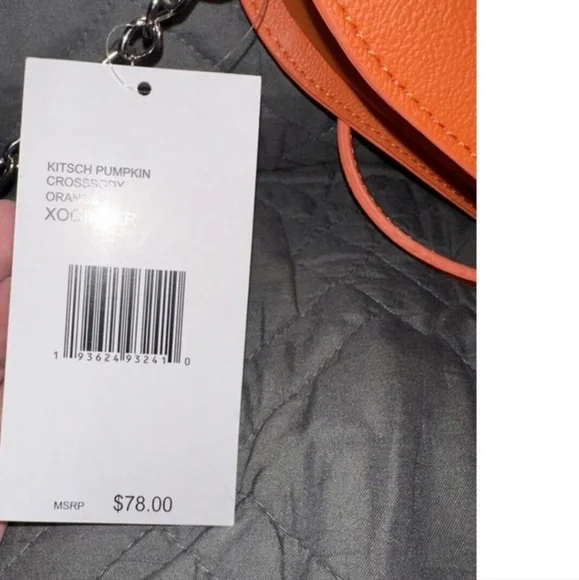 KITSCH PUMPKIN
CROSSBODY
1 93624 93241 0
MSRP $78.00